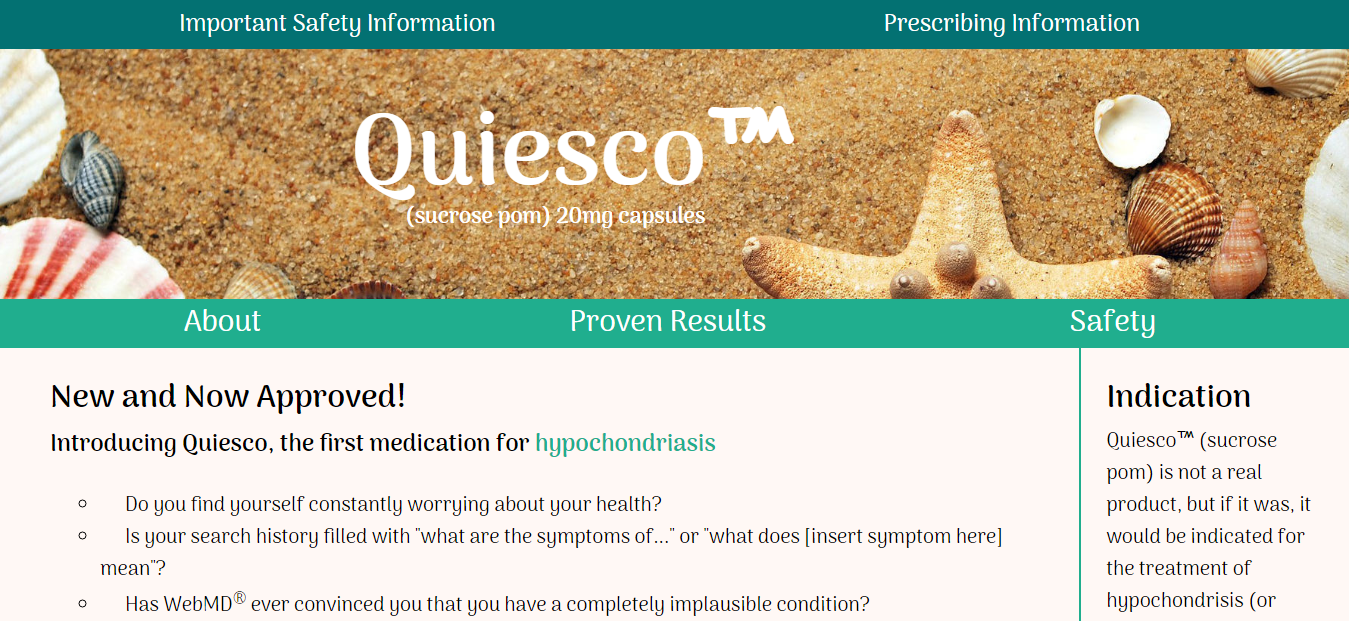 Important Safety Information
Prescribing Information
Quiesco™
(sucrose pom) 20mg capsules
About
Proven Results
Safety
New and Now Approved!
Introducing Quiesco, the first medication for hypochondriasis
Do you find yourself constantly worrying about your health?
Is your search history filled with "what are the symptoms of..." or "what does [insert symptom here]
mean"?
Has WebMD® ever convinced you that you have a completely implausible condition?
Indication
Quiesco™ (sucrose
pom) is not a real
product, but if it was, it
would be indicated for
the treatment of
hypochondrisis (or